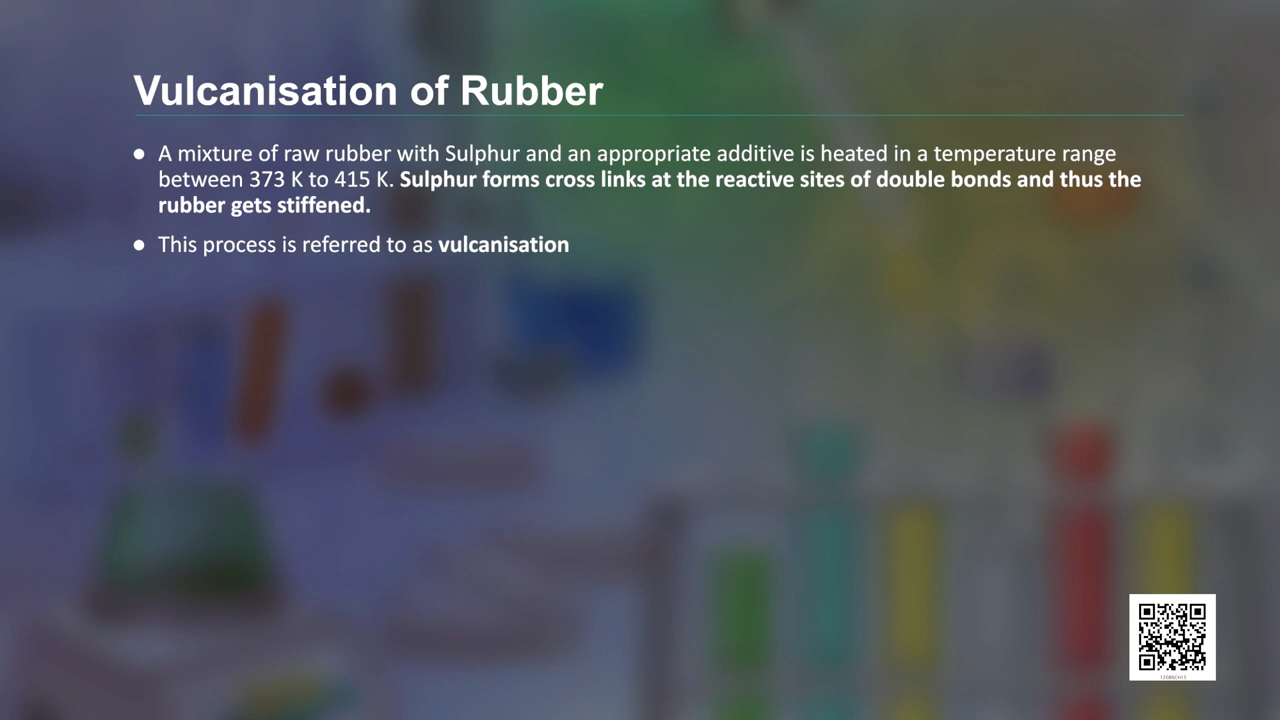 Vulcanisation of Rubber
● A mixture of raw rubber with Sulphur and an appropriate additive is heated in a temperature range
between 373 K to 415 K. Sulphur forms cross links at the reactive sites of double bonds and thus the
rubber gets stiffened.
● This process is referred to as vulcanisation
12086CH15